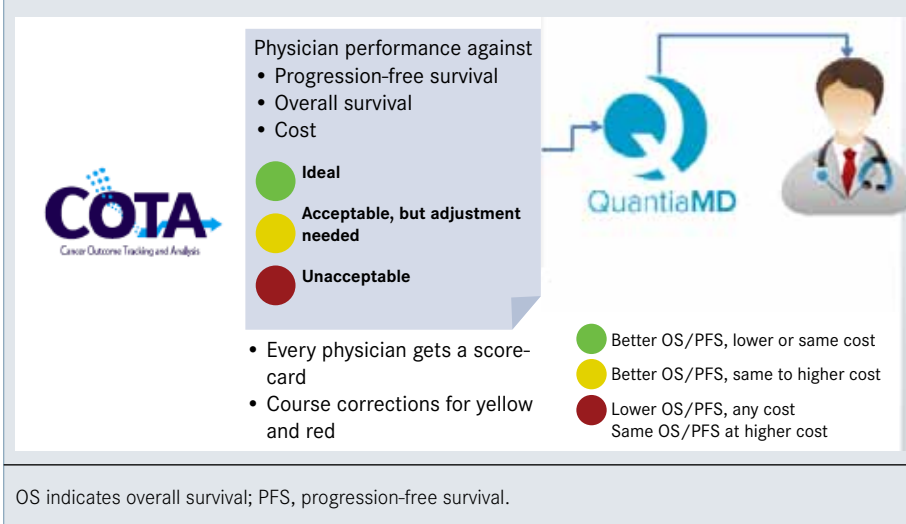 Physician performance against
• Progression-free survival
• Overall survival
• Cost
Ideal
Acceptable, but adjustment
needed
Unacceptable
COTA
Cancer Outcome Tracking and Analysis
• Every physician gets a score-
card
• Course corrections for yellow
and red
QuantiaMD
Better OS/PFS, lower or same cost
Better OS/PFS, same to higher cost
Lower OS/PFS, any cost
Same OS/PFS at higher cost
OS indicates overall survival; PFS, progression-free survival.